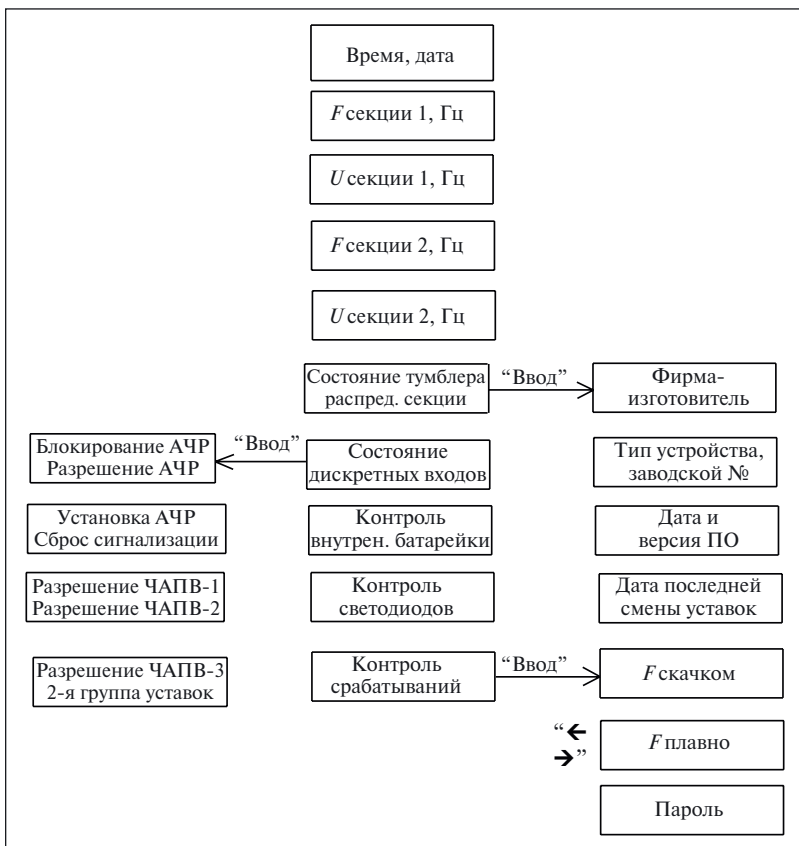 Время, дата
F секции 1, Гц
U секции 1, Гц
F секции 2, Гц
U секции 2, Гц
Состояние тумблера
распред. секции
“Ввод”
Фирма-
изготовитель
Блокирование АЧР
Разрешение АЧР
“Ввод”
Состояние
дискретных входов
Тип устройства,
заводской №
Установка АЧР
Сброс сигнализации
Контроль
внутрен. батарейки
Дата и
версия ПО
Разрешение ЧАПВ-1
Разрешение ЧАПВ-2
Контроль
светодиодов
Дата последней
смены уставок
Разрешение ЧАПВ-3
2-я группа уставок
Контроль
срабатываний
“Ввод”
F скачком
“←
→”
F плавно
Пароль